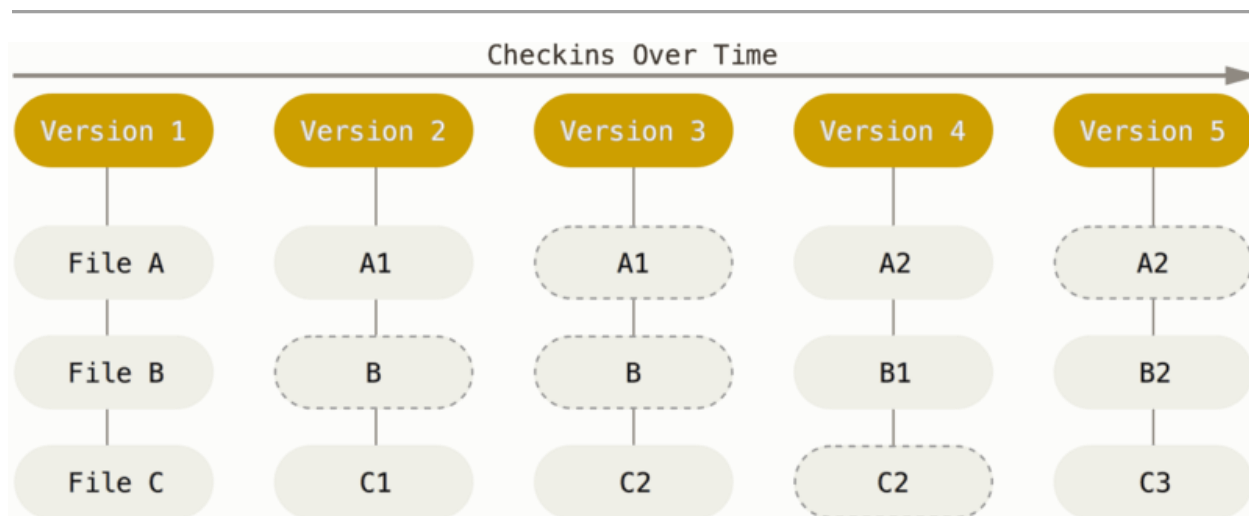 Checkins Over Time
Version 1 Version 2 Version 3 Version 4 Version 5
File A A1 A1 A2 A2
File B B B B1 B2
File C C1 C2 C2 C3